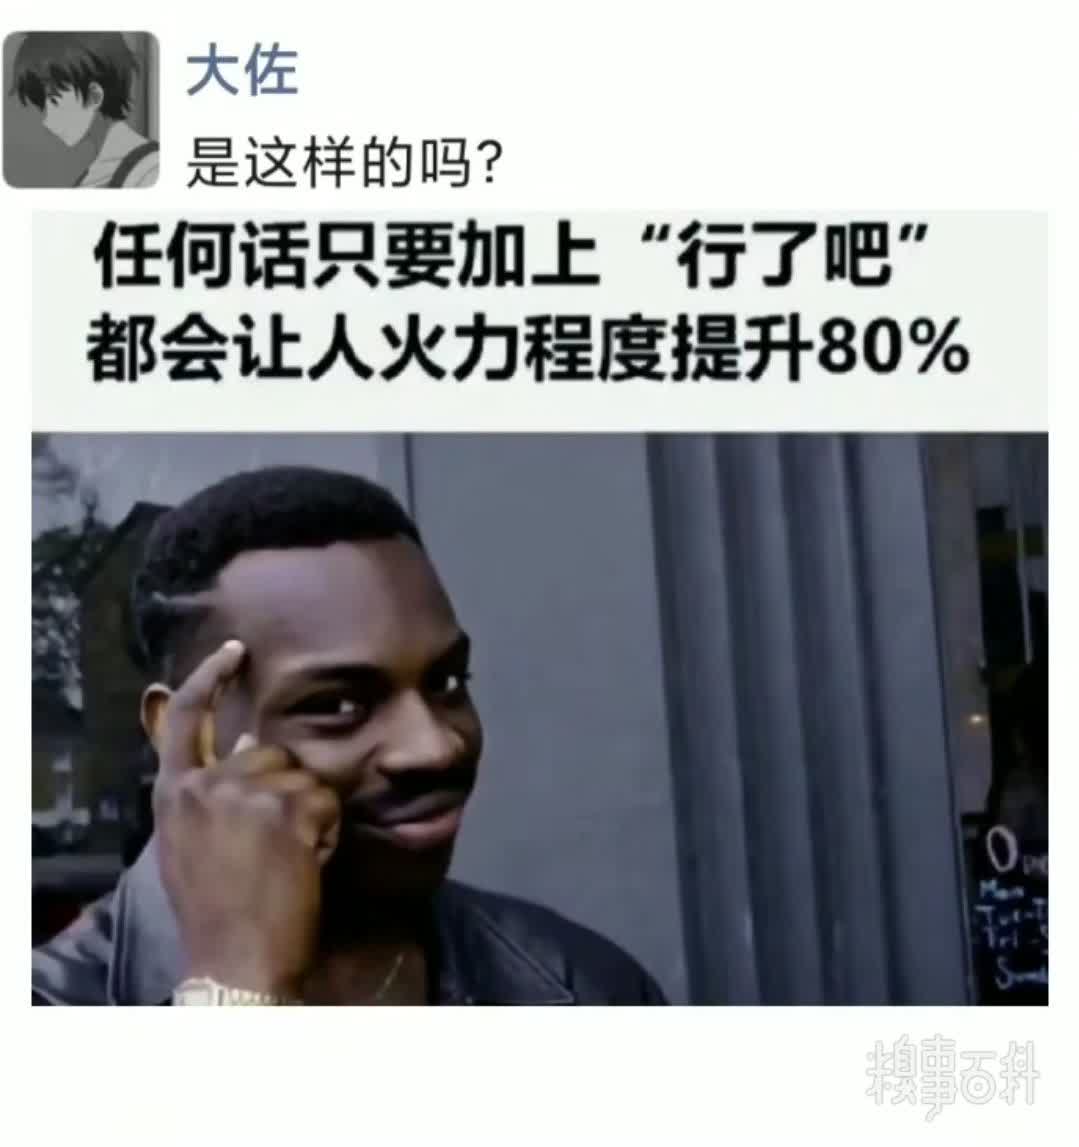 大佐
是这样的吗?
任何话只要加上“行了吧”
都会让人火力程度提升80%
糗事百科